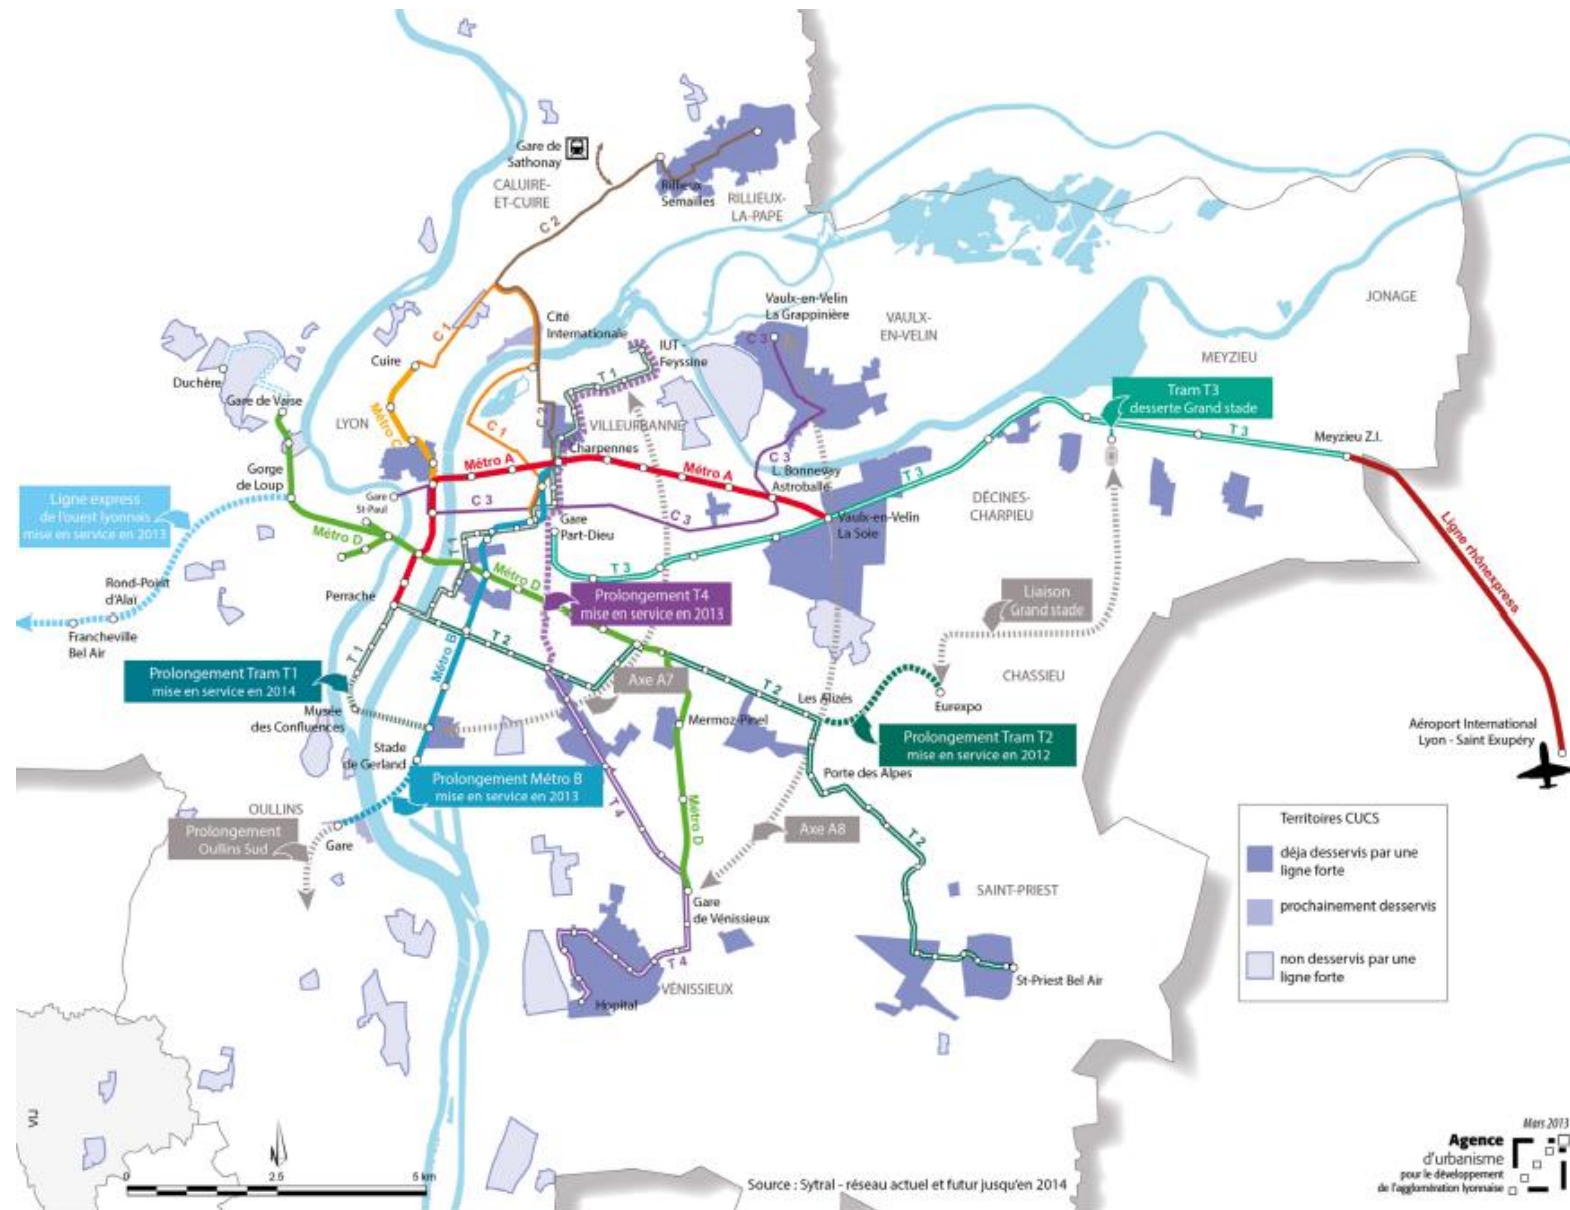 Gare de
Sathonay
CALUIRE-
ET-CUIRE
Rillieux
Semailles
RILLIEUX-
LA-PAPE
C 2
Vaulx-en-Velin
La Grappinière
VAULX-
EN-VELIN
JONAGE
MEYZIEU
Cité
Internationale
C 1
IUT -
Feyssine
C 3
T 1
Cuire
Duchère
Gare de Vaise
Métro C
LYON
C 1
C 2
VILLEURBANNE
Tram T3
desserte Grand stade
T 3
Meyzieu Z.I.
Charpennes
Métro A
Métro A
C 3
L. Bonnevay
Astroballe
T 3
Gorge
de Loup
Gare
St-Paul
C 3
C 3
DÉCINES-
CHARPIEU
Ligne express
de l'ouest lyonnais
mise en service en 2013
Gare
Part-Dieu
Vaulx-en-Velin
La Soie
Métro D
T 1
Métro D
T 3
Ligne rhônexpress
Rond-Point
d'Alaï
Perrache
Prolongement T4
mise en service en 2013
Liaison
Grand stade
Francheville
Bel Air
T 1
Métro B
T 2
Prolongement Tram T1
mise en service en 2014
Axe A7
T 2
Les Alizés
CHASSIEU
Eurexpo
Musée
des Confluences
Mermoz-Pinel
Aéroport International
Lyon - Saint Exupéry
Stade
de Gerland
Prolongement Tram T2
mise en service en 2012
Prolongement Métro B
mise en service en 2013
Porte des Alpes
OULLINS
T 4
Métro D
Prolongement
Oullins Sud
Gare
Axe A8
T 2
Territoires CUCS
déja desservis par une
ligne forte
prochainement desservis
non desservis par une
ligne forte
SAINT-PRIEST
Gare
de Vénissieux
T 4
VÉNISSIEUX
Hopital
St-Priest Bel Air
0
2.5
5 km
Source : Sytral - réseau actuel et futur jusqu'en 2014
Mars 2013
Agence
d'urbanisme
pour le développement
de l'agglomération lyonnaise